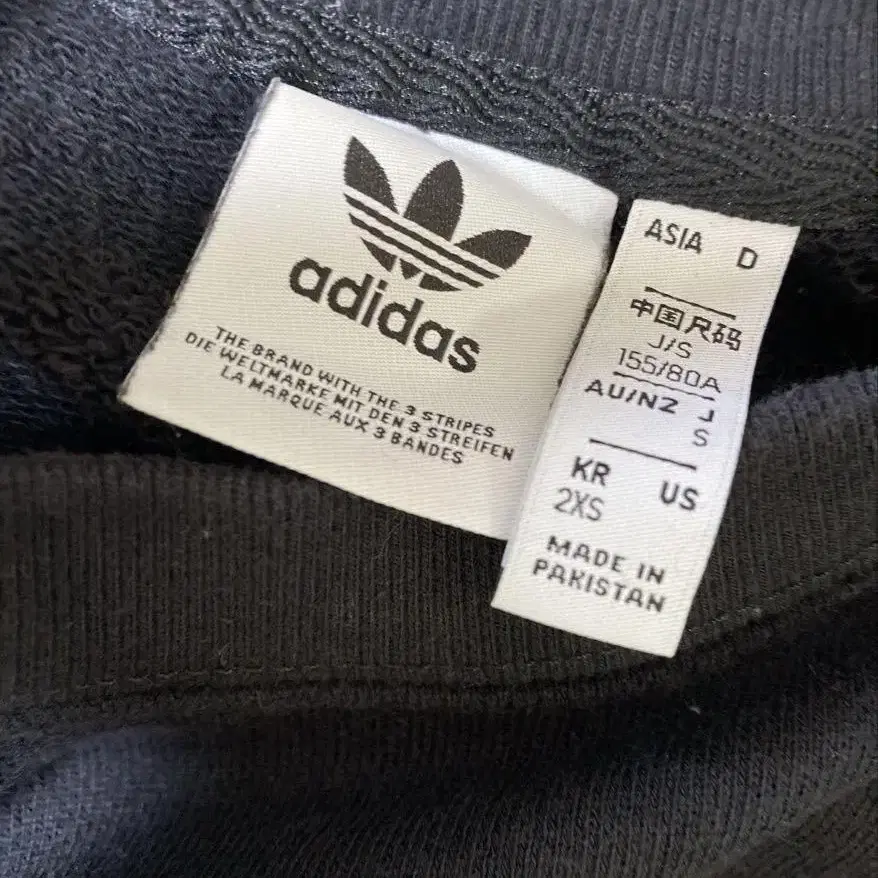 adidas
THE BRAND WITH THE 3 STRIPES
DIE WELTMARKE MIT DEN 3 STREIFEN
LA MARQUE AUX 3 BANDES
ASIA D
中国尺码
J/S
155/80A
AU/NZ J
S
KR US
2XS
MADE IN
PAKISTAN